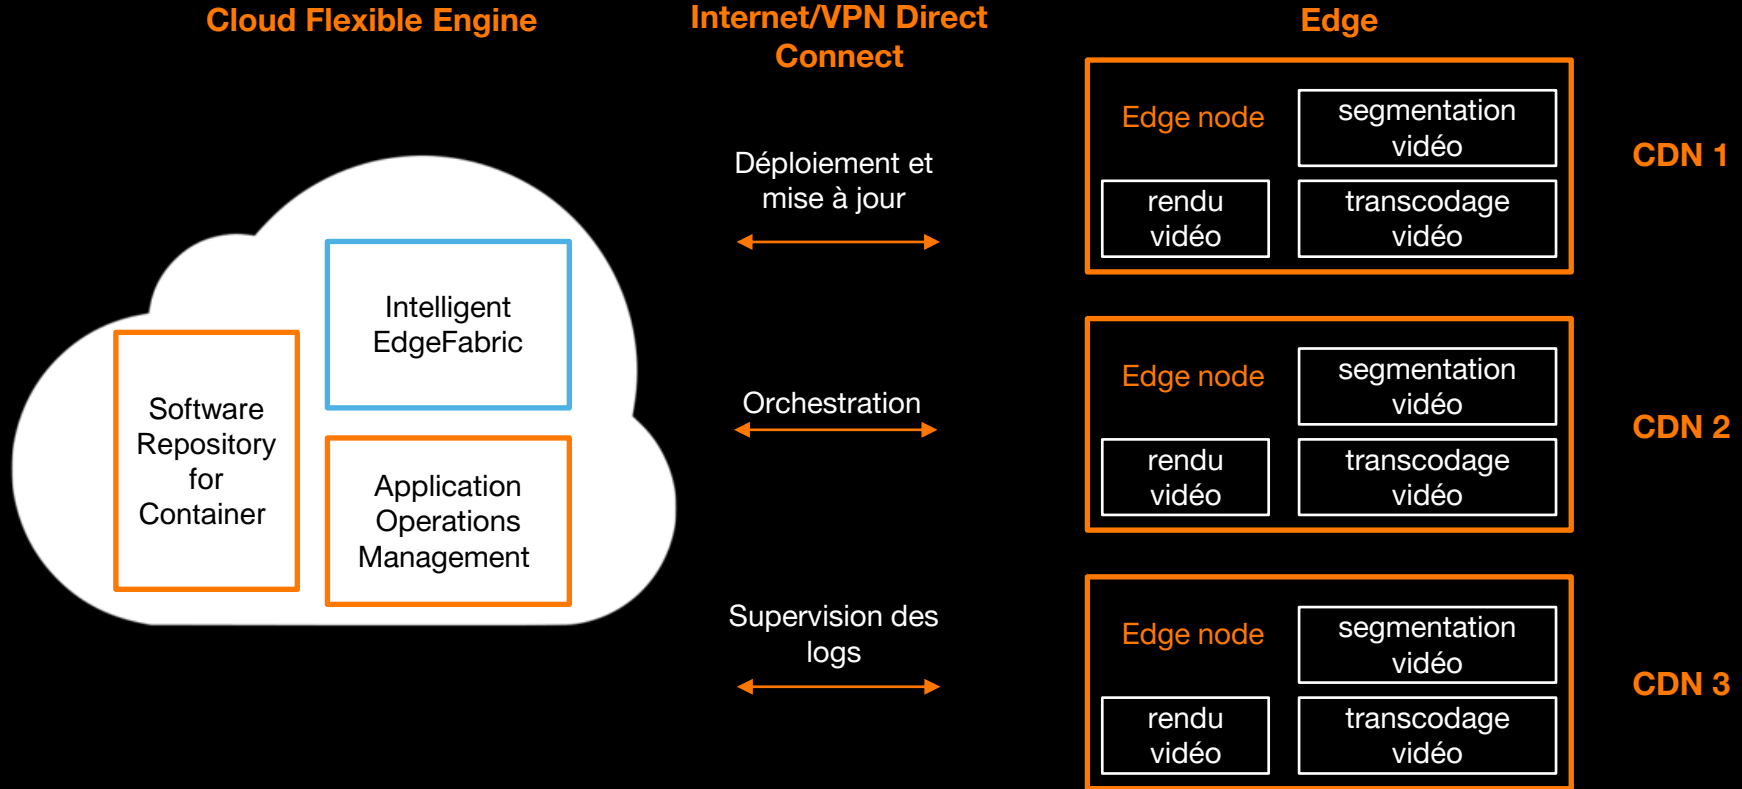 Cloud Flexible Engine
Internet/VPN Direct
Connect
Edge
Software
Repository
for
Container
Intelligent
EdgeFabric
Application
Operations
Management
Déploiement et
mise à jour
Orchestration
Supervision des
logs
Edge node
segmentation
vidéo
rendu
vidéo
transcodage
vidéo
CDN 1
Edge node
segmentation
vidéo
rendu
vidéo
transcodage
vidéo
CDN 2
Edge node
segmentation
vidéo
rendu
vidéo
transcodage
vidéo
CDN 3